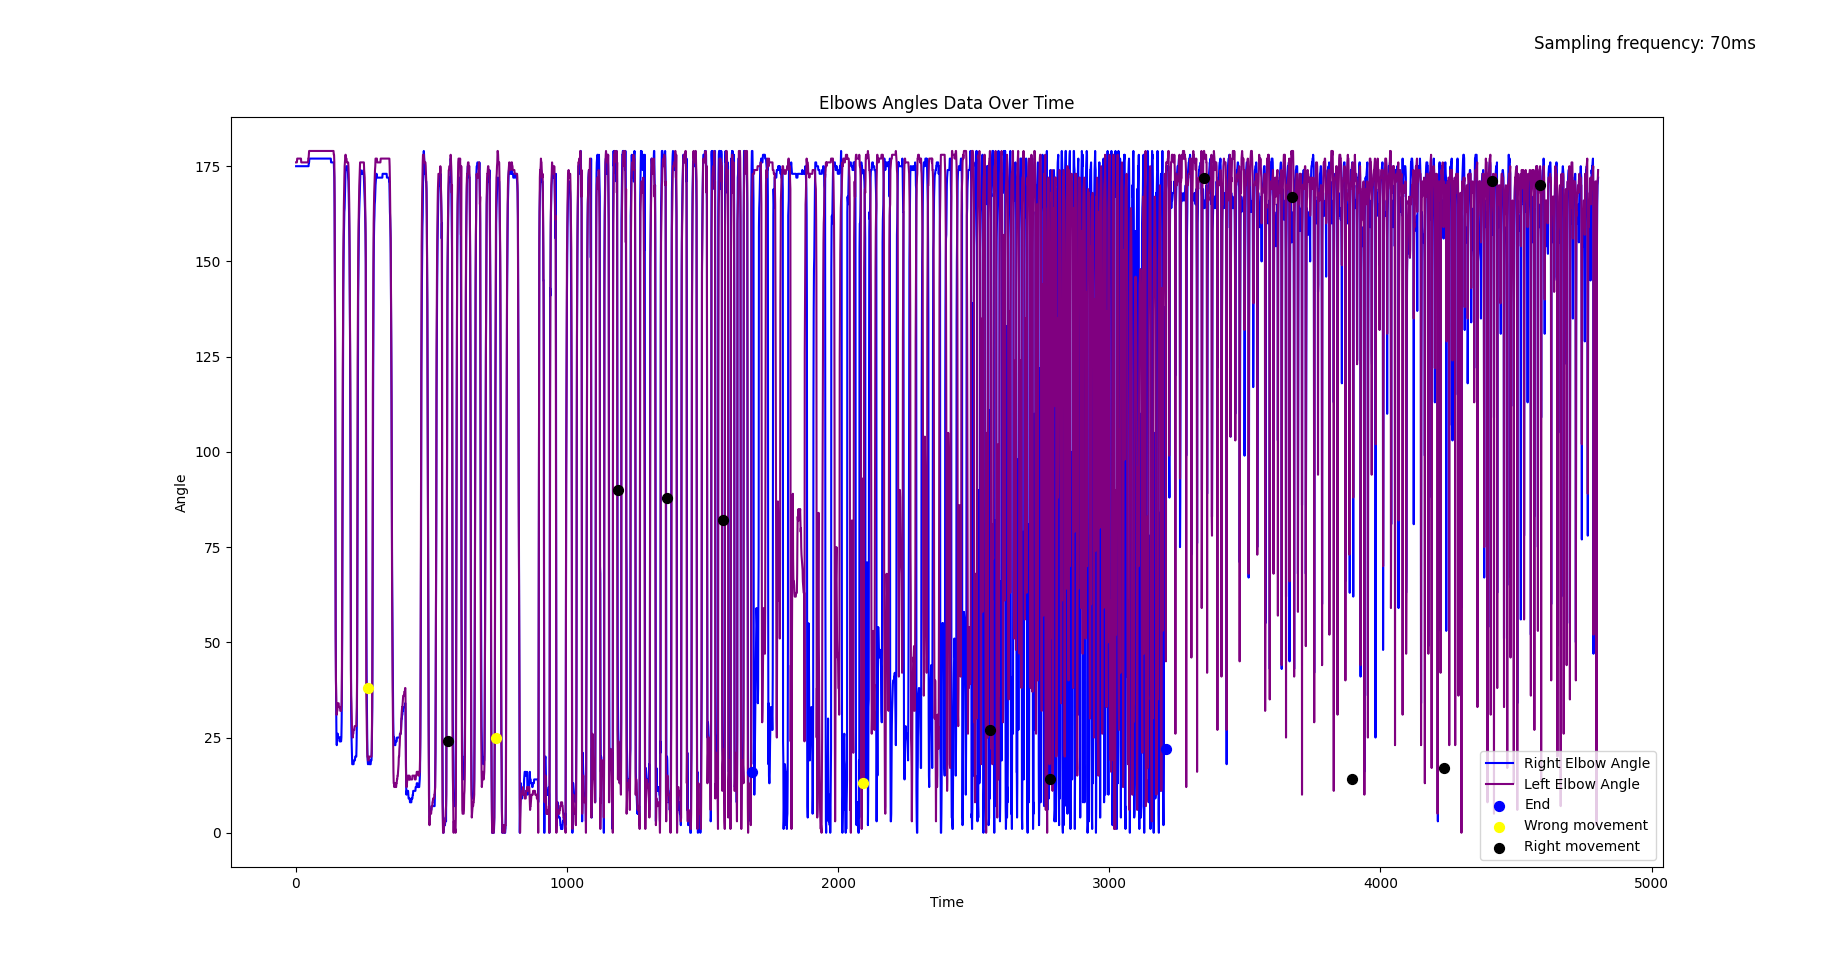 Sampling frequency: 70ms
Elbows Angles Data Over Time
Angle
175
150
125
100
75
50
25
0
0 1000 2000 3000 4000 5000
Time
Right Elbow Angle
Left Elbow Angle
End
Wrong movement
Right movement